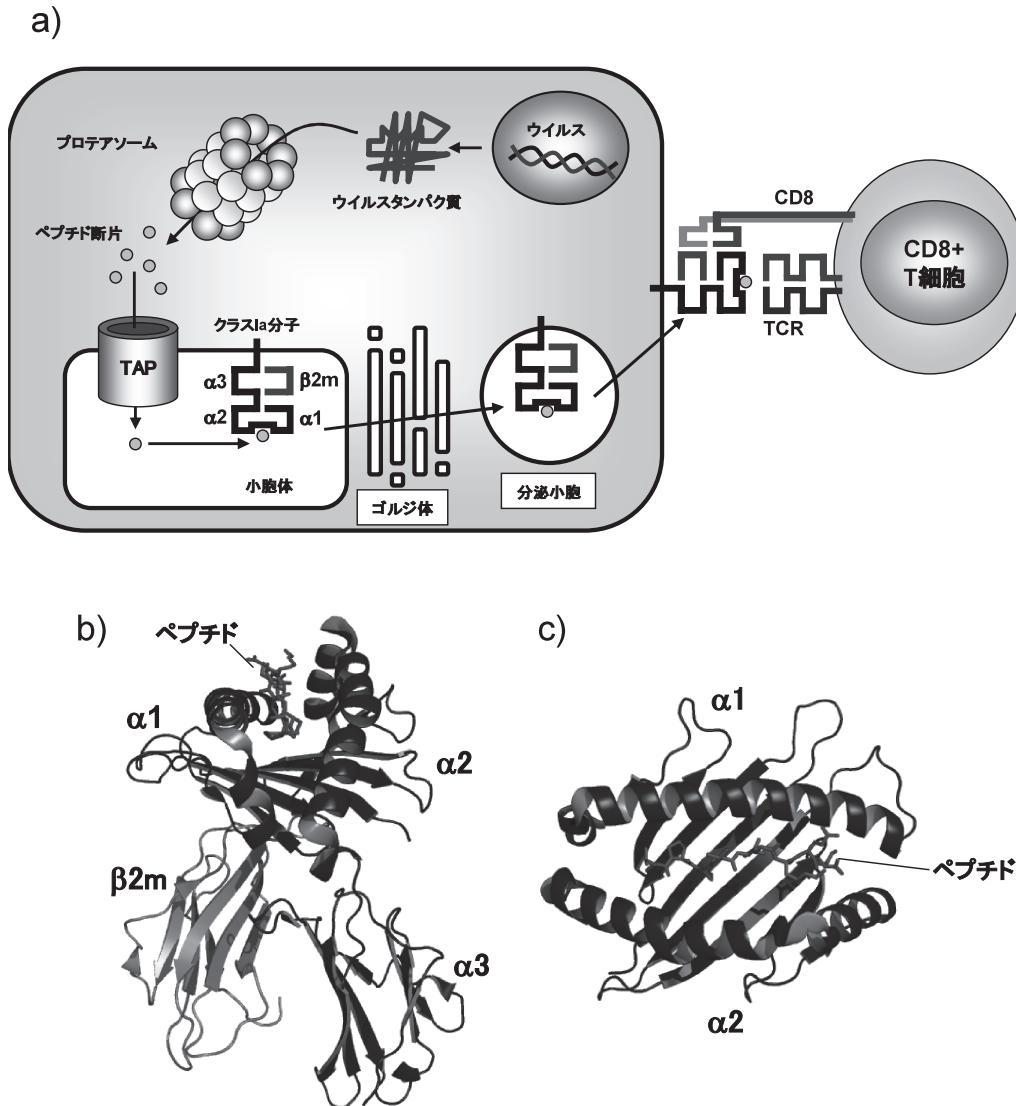 a)
プロテアソーム
ウイルス
ウイルスタンパク質
ペプチド断片
CD8
CD8+
T細胞
TCR
クラスIa分子
TAP
α3
β2m
α2
α1
小胞体
ゴルジ体
分泌小胞
b)
ペプチド
α1
α2
β2m
α3
c)
α1
ペプチド
α2